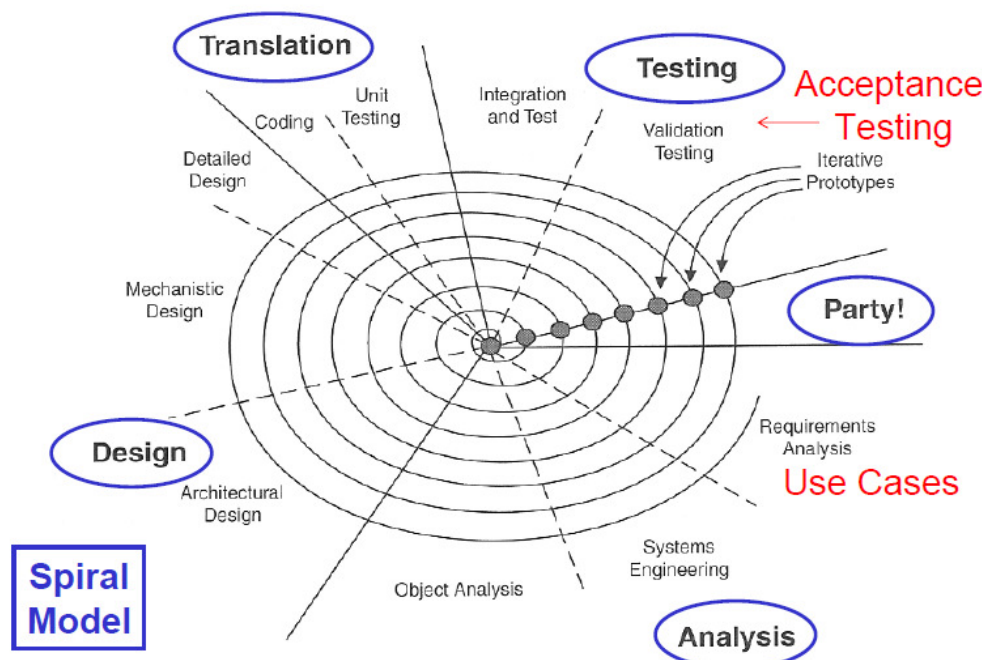 Translation
Testing
Acceptance
Testing
Unit
Testing
Integration
and Test
Coding
Validation
Testing
Detailed
Design
Iterative
Prototypes
Mechanistic
Design
Party!
Requirements
Analysis
Design
Use Cases
Architectural
Design
Systems
Engineering
Spiral
Model
Object Analysis
Analysis